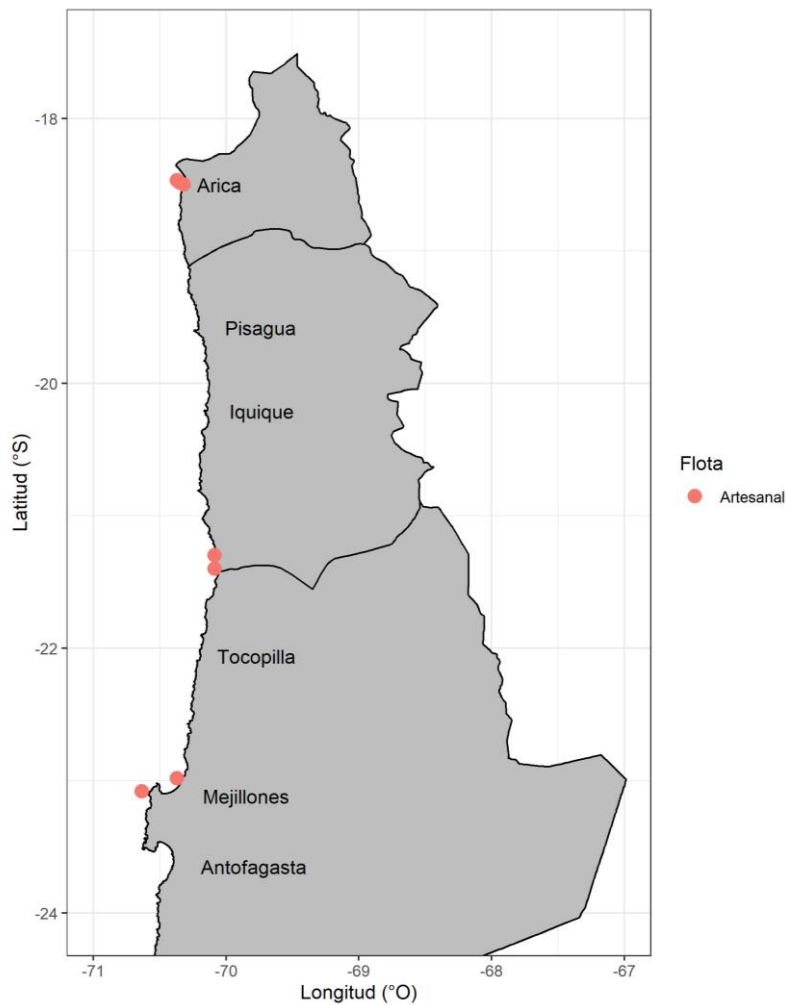 -18
Arica
Pisagua
-20
Iquique
Latitud (°S)
Flota
Artesanal
-22
Tocopilla
Mejillones
Antofagasta
-24
-71
-70
-69
-68
-67
Longitud (°O)